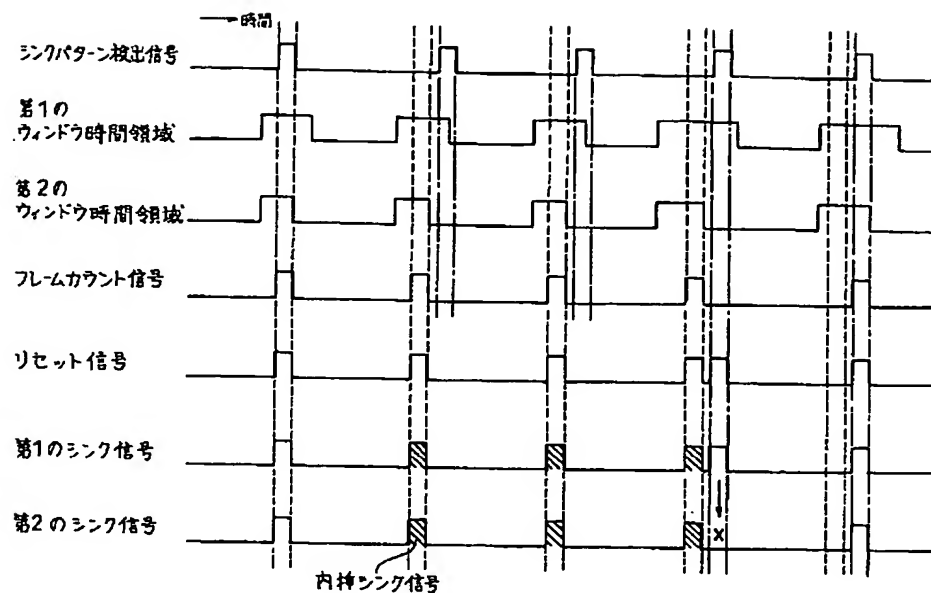 時間
シンクパターン検出信号
第1の
ウィンドウ時間領域
第2の
ウィンドウ時間領域
フレームカウント信号
リセット信号
第1のシンク信号
第2のシンク信号
X
内挿シンク信号